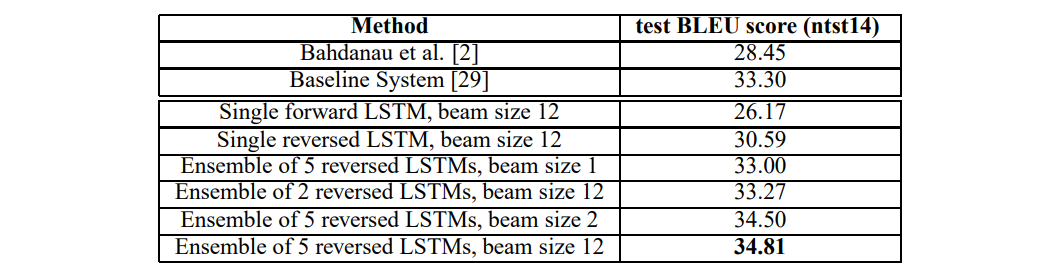 Method test BLEU score (ntst14)
Bahdanau et al. [2] 28.45
Baseline System [29] 33.30
Single forward LSTM, beam size 12 26.17
Single reversed LSTM, beam size 12 30.59
Ensemble of 5 reversed LSTMs, beam size 1 33.00
Ensemble of 2 reversed LSTMs, beam size 12 33.27
Ensemble of 5 reversed LSTMs, beam size 2 34.50
Ensemble of 5 reversed LSTMs, beam size 12 34.81